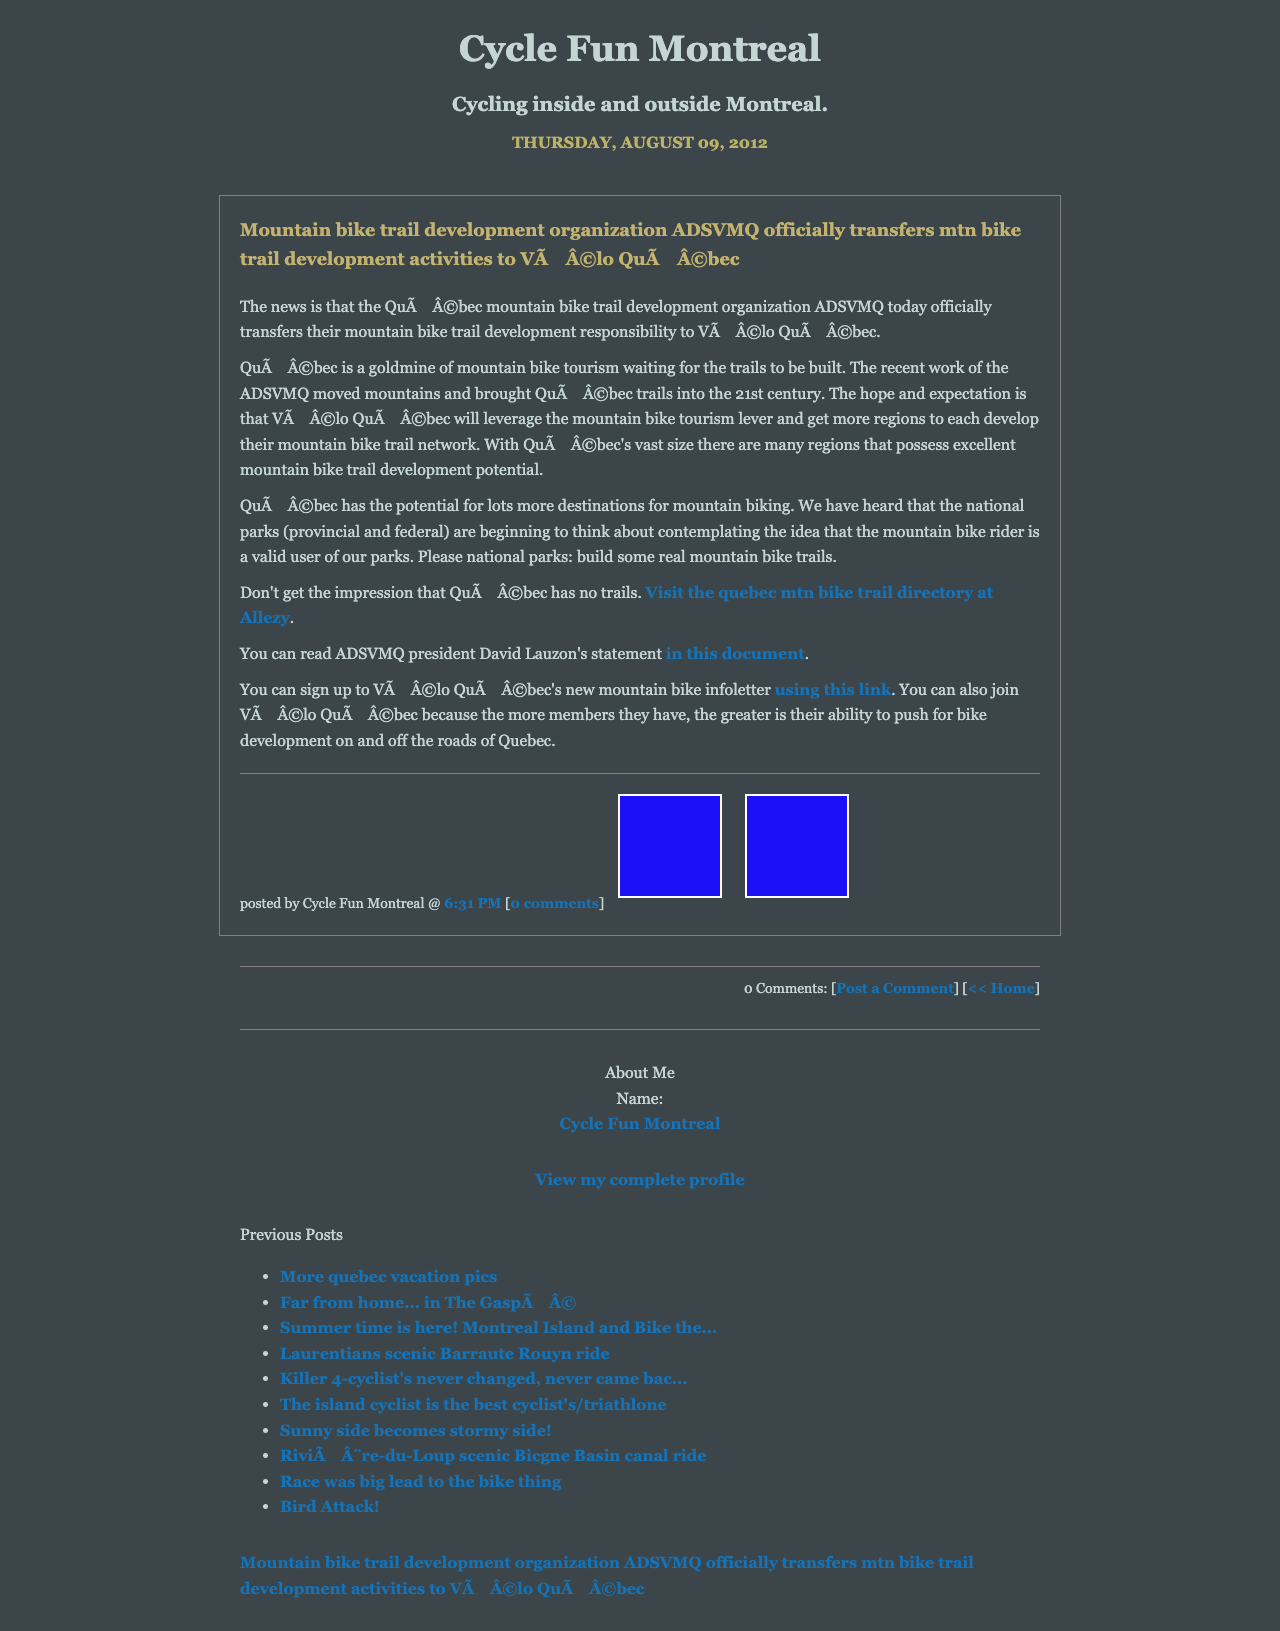 Cycle Fun Montreal
Cycling inside and outside Montreal.
THURSDAY, AUGUST 09, 2012
Mountain bike trail development organization ADSVMQ officially transfers mtn bike
trail development activities to VÃ Â©lo QuÃ Â©bec
The news is that the QuÃ Â©bec mountain bike trail development organization ADSVMQ today officially
transfers their mountain bike trail development responsibility to VÃ Â©lo QuÃ Â©bec.
QuÃ Â©bec is a goldmine of mountain bike tourism waiting for the trails to be built. The recent work of the
ADSVMQ moved mountains and brought QuÃ Â©bec trails into the 21st century. The hope and expectation is
that VÃ Â©lo QuÃ Â©bec will leverage the mountain bike tourism lever and get more regions to each develop
their mountain bike trail network. With QuÃ Â©bec's vast size there are many regions that possess excellent
mountain bike trail development potential.
QuÃ Â©bec has the potential for lots more destinations for mountain biking. We have heard that the national
parks (provincial and federal) are beginning to think about contemplating the idea that the mountain bike rider is
a valid user of our parks. Please national parks: build some real mountain bike trails.
Don't get the impression that QuÃ Â©bec has no trails. Visit the quebec mtn bike trail directory at
Allezy.
You can read ADSVMQ president David Lauzon's statement in this document.
You can sign up to VÃ Â©lo QuÃ Â©bec's new mountain bike infoletter using this link. You can also join
VÃ Â©lo QuÃ Â©bec because the more members they have, the greater is their ability to push for bike
development on and off the roads of Quebec.
posted by Cycle Fun Montreal @ 6:31 PM [0 comments]
0 Comments: [Post a Comment] [<< Home]
About Me
Name:
Cycle Fun Montreal
View my complete profile
Previous Posts
• More quebec vacation pics
• Far from home... in The GaspÃ Â©
• Summer time is here! Montreal Island and Bike the...
• Laurentians scenic Barraute Rouyn ride
• Killer 4-cyclist's never changed, never came bac...
• The island cyclist is the best cyclist's/triathlone
• Sunny side becomes stormy side!
• RiviÃ Â¨re-du-Loup scenic Bicgne Basin canal ride
• Race was big lead to the bike thing
• Bird Attack!
Mountain bike trail development organization ADSVMQ officially transfers mtn bike trail
development activities to VÃ Â©lo QuÃ Â©bec